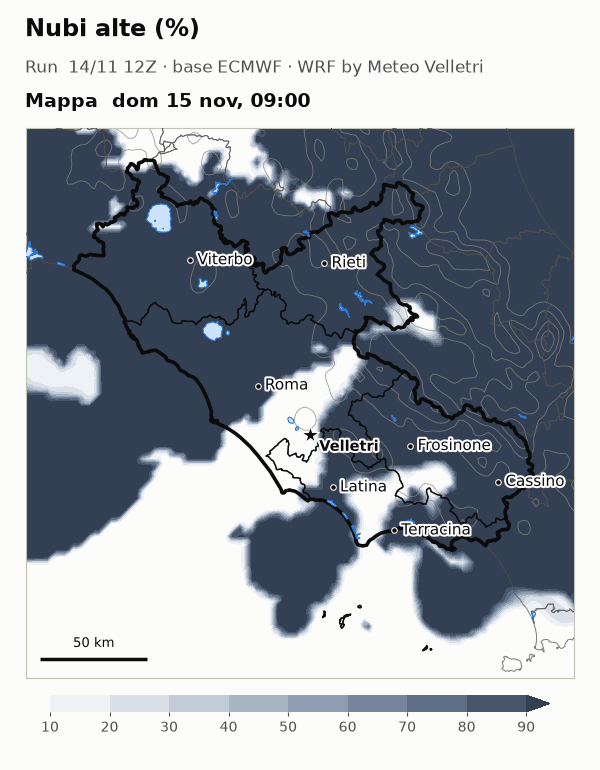 Nubi alte (%)
Run  14/11 12Z · base ECMWF · WRF by Meteo Velletri
Mappa  dom 15 nov, 09:00
Viterbo
Rieti
Roma
Velletri
Frosinone
Latina
Cassino
Terracina
50 km
10 20 30 40 50 60 70 80 90